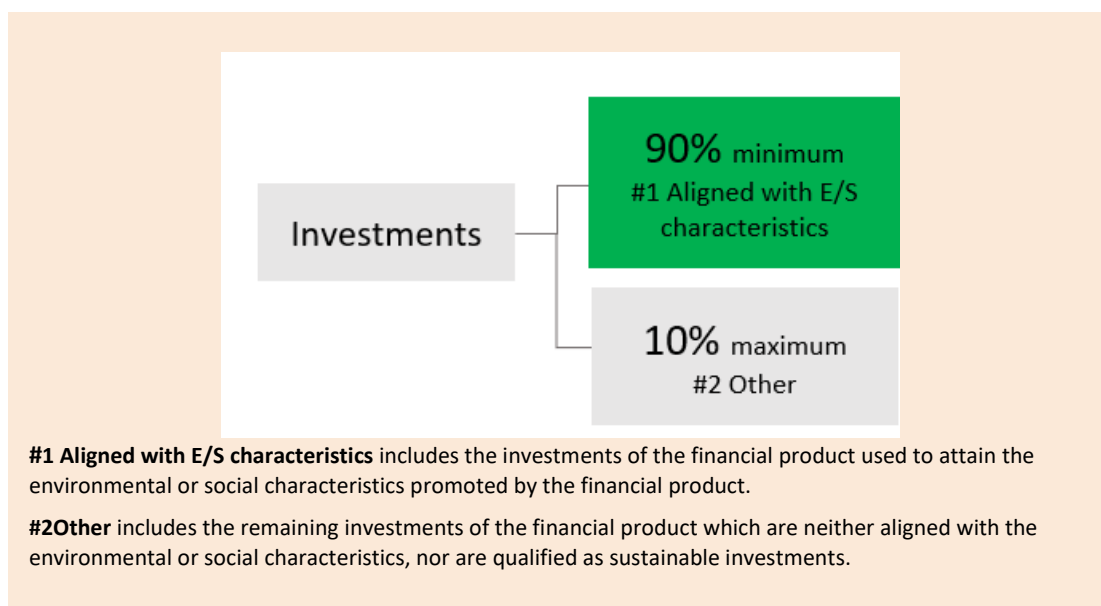 90% minimum
#1 Aligned with E/S
characteristics
Investments
10% maximum
#2 Other
#1 Aligned with E/S characteristics includes the investments of the financial product used to attain the
environmental or social characteristics promoted by the financial product.
#2Other includes the remaining investments of the financial product which are neither aligned with the
environmental or social characteristics, nor are qualified as sustainable investments.